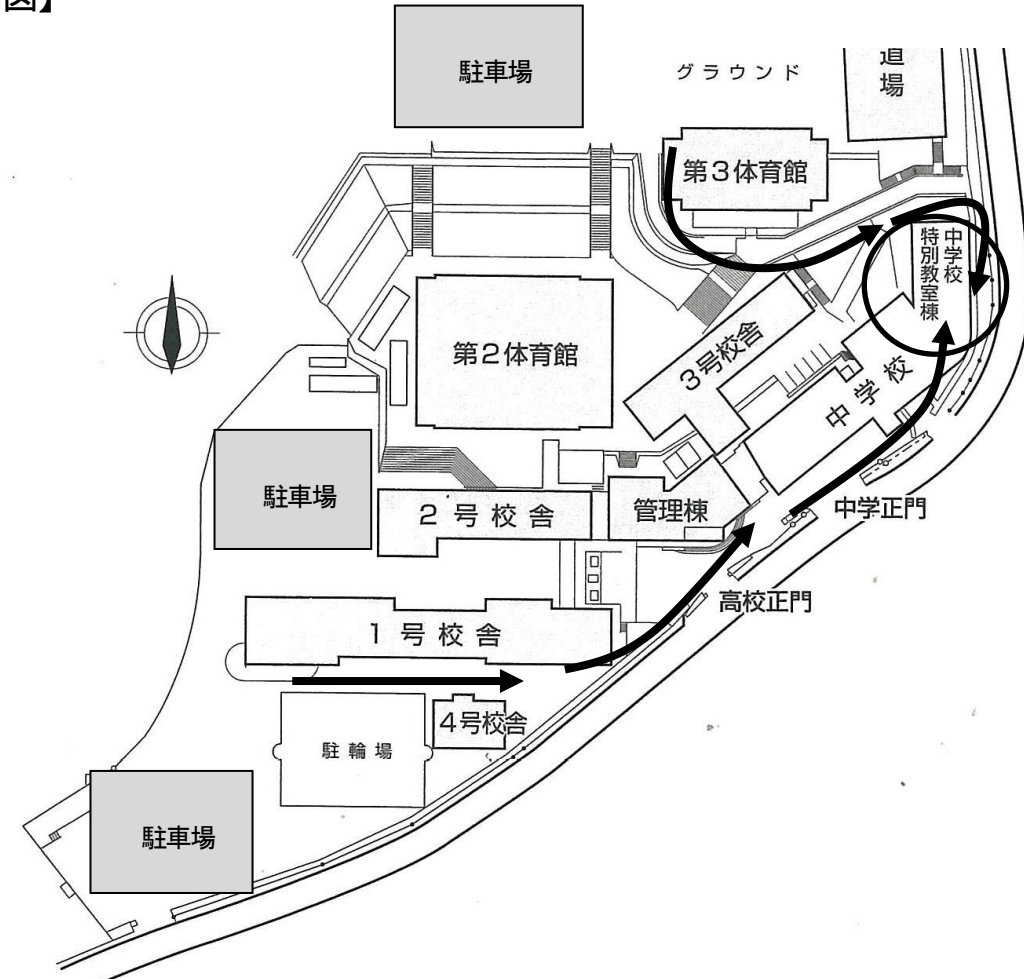 図】
駐車場
グラウンド
道
場
第3体育館
中学校
特別教室棟
3号校舎
第2体育館
中学校
駐車場
2号校舎
管理棟
中学正門
高校正門
1号校舎
4号校舎
駐輪場
駐車場